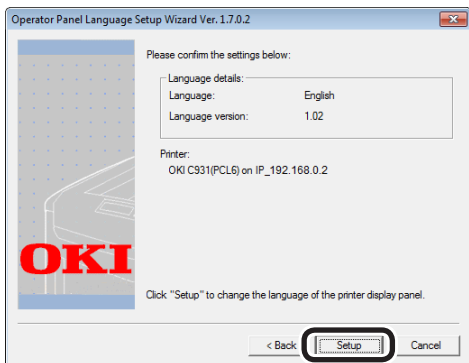 Operator Panel Language Setup Wizard Ver. 1.7.0.2
Please confirm the settings below:
Language details:
Language: English
Language version: 1.02
Printer:
OKI C931(PCL6) on IP_192.168.0.2
OKI
Click "Setup" to change the language of the printer display panel.
< Back Setup Cancel